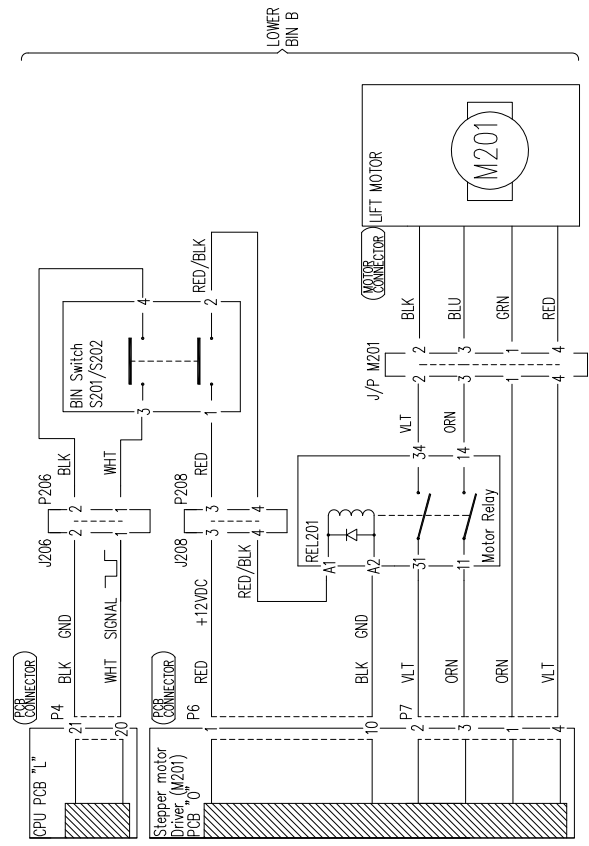 LOWER
BIN B
LIFT MOTOR
M201
MOTOR
CONNECTOR
BLK
BLU
GRN
RED
J/P M201
2
3
1
4
2
3
1
4
VLT
ORN
BIN Switch
S201/S202
4
3
2
1
RED/BLK
P206
BLK
WHT
J206
2
1
2
1
GND
SIGNAL
P208
RED
J208
3
4
3
4
+12VDC
RED/BLK
REL201
A1
A2
34
14
31
11
Motor Relay
PCB
CONNECTOR
P4
BLK
WHT
21
20
CPU PCB "L"
PCB
CONNECTOR
P6
RED
GND
BLK
1
10
P7
VLT
ORN
ORN
VLT
2
3
1
4
Stepper motor
Driver (M201)
PCB "O"